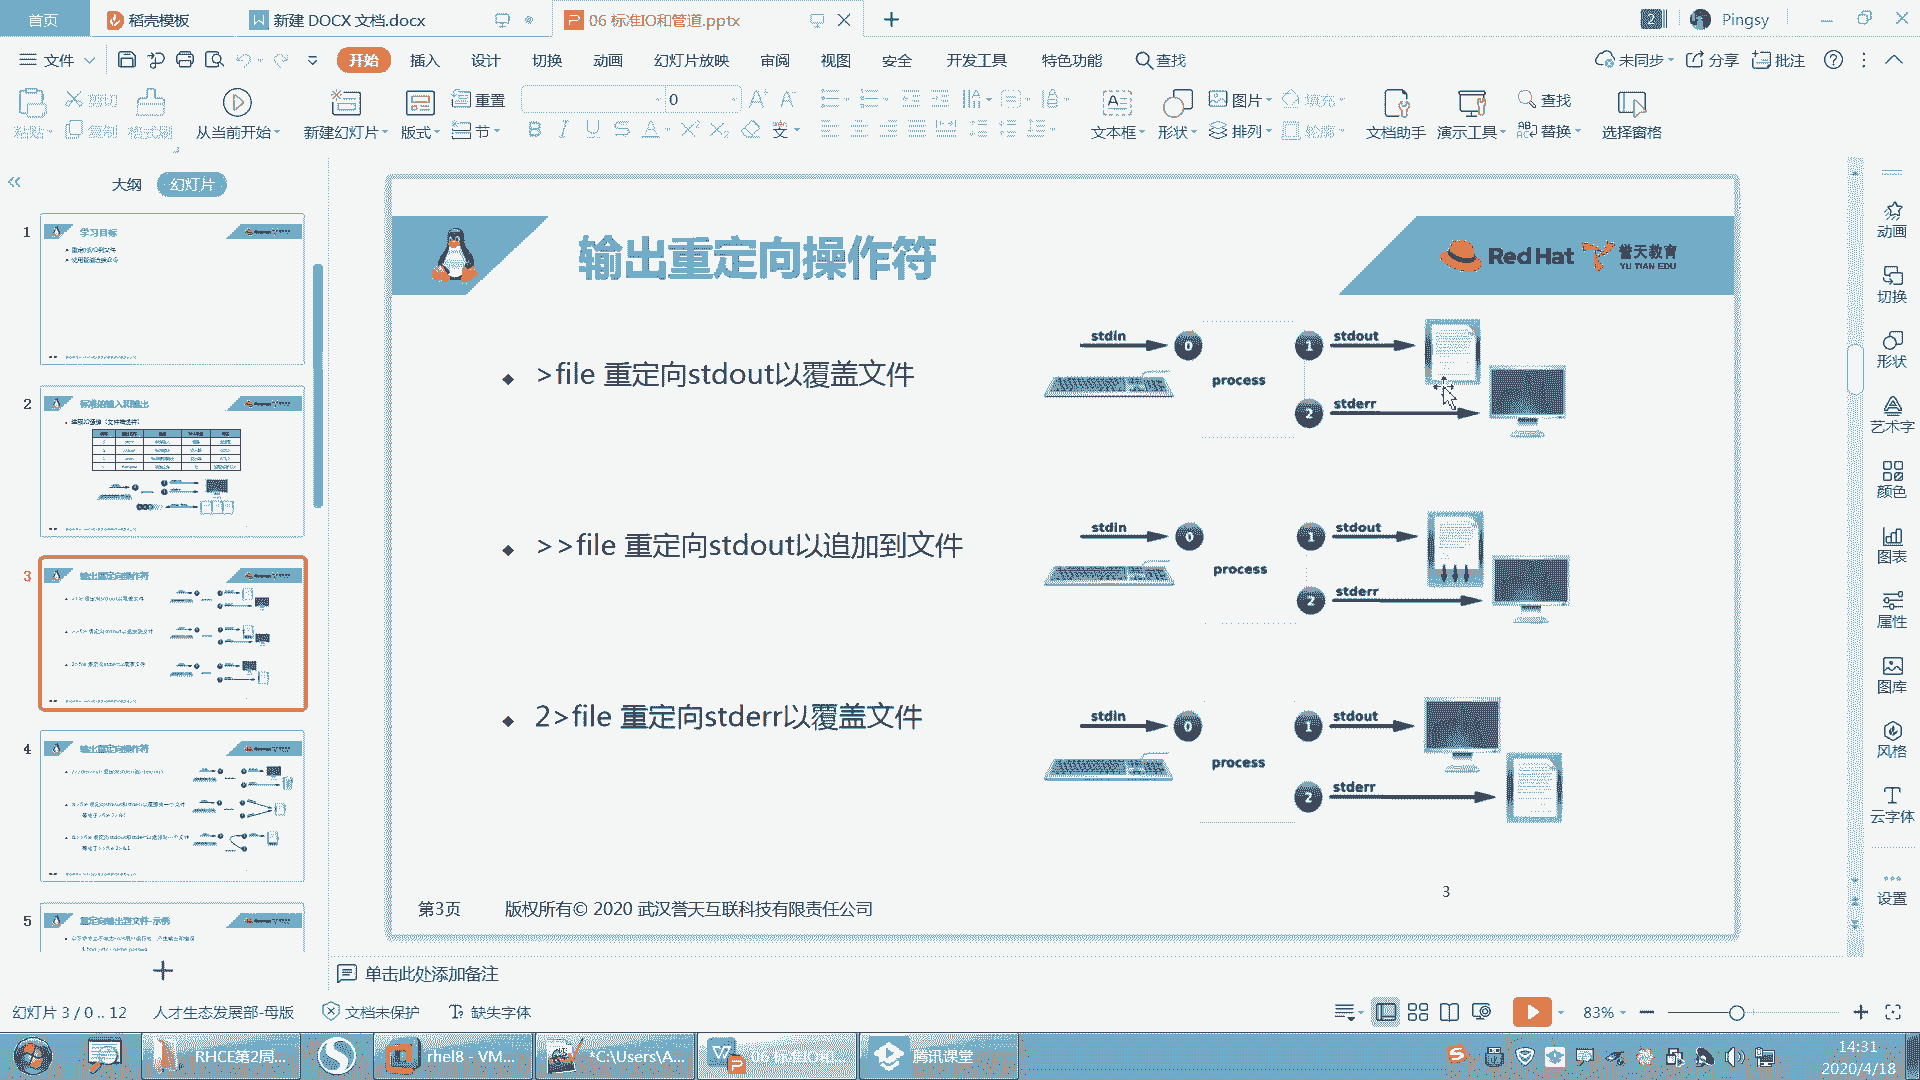 首页
稻壳模板
新建 DOCX 文档.docx
06 标准IO和管道.pptx
2
Pingsy
文件
开始
插入
设计
切换
动画
幻灯片放映
审阅
视图
安全
开发工具
特色功能
查找
未同步
分享
批注
粘贴
剪切
复制
格式刷
从当前开始
新建幻灯片
版式
重置
节
0
文本框
形状
图片
排列
填充
轮廓
文档助手
演示工具
查找
替换
选择窗格
大纲
幻灯片
1
学习目标
2
标准的输入和输出
3
输出重定向操作符
4
输出重定向操作符
5
重定向输出到文件-示例
输出重定向操作符
Red Hat
誉天教育
YU TIAN EDU
>file 重定向stdout以覆盖文件
stdin
0
process
1
stdout
2
stderr
>>file 重定向stdout以追加到文件
stdin
0
process
1
stdout
2
stderr
2>file 重定向stderr以覆盖文件
stdin
0
process
1
stdout
2
stderr
3
第3页
版权所有© 2020 武汉誉天互联科技有限责任公司
动画
切换
形状
艺术字
颜色
图表
属性
图库
风格
云字体
设置
单击此处添加备注
幻灯片 3 / 0 .. 12
人才生态发展部-母版
文档未保护
缺失字体
83%
RHCE第2周...
rhel8 - VM...
*C:\Users\A...
06 标准IO和...
腾讯课堂
14:31
2020/4/18